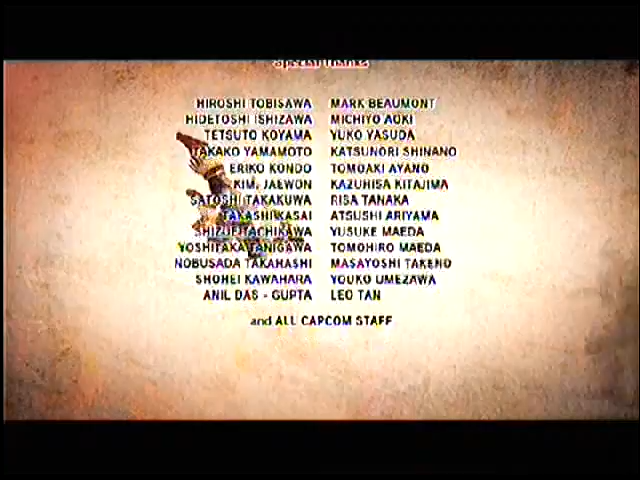 Special Thanks
HIROSHI TOBISAWA MARK BEAUMONT
HIDETOSHI ISHIZAWA MICHIYO AOKI
TETSUTO KOYAMA YUKO YASUDA
TAKAKO YAMAMOTO KATSUNORI SHINANO
ERIKO KONDO TOMOAKI AYANO
KIM, JAEWON KAZUHISA KITAJIMA
SATOSHI TAKAKUWA RISA TANAKA
TAKASHI KASAI ATSUSHI ARIYAMA
SHIZUE TACHIKAWA YUSUKE MAEDA
YOSHITAKA TANIGAWA TOMOHIRO MAEDA
NOBUSADA TAKAHASHI MASAYOSHI TAKENO
SHOHEI KAWAHARA YOUKO UMEZAWA
ANIL DAS - GUPTA LEO TAN
and ALL CAPCOM STAFF